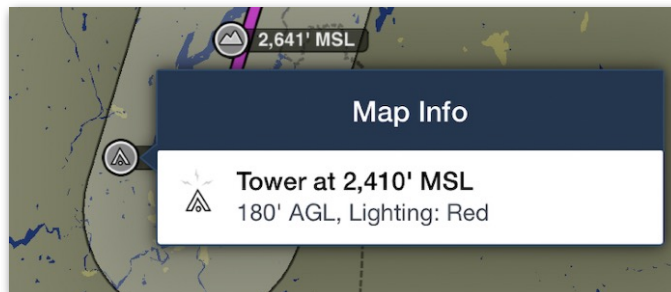 2,641' MSL
Map Info
Tower at 2,410' MSL
180' AGL, Lighting: Red